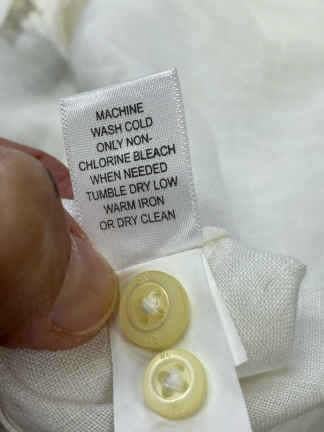 MACHINE
WASH COLD
ONLY NON-
CHLORINE BLEACH
WHEN NEEDED
TUMBLE DRY LOW
WARM IRON
OR DRY CLEAN